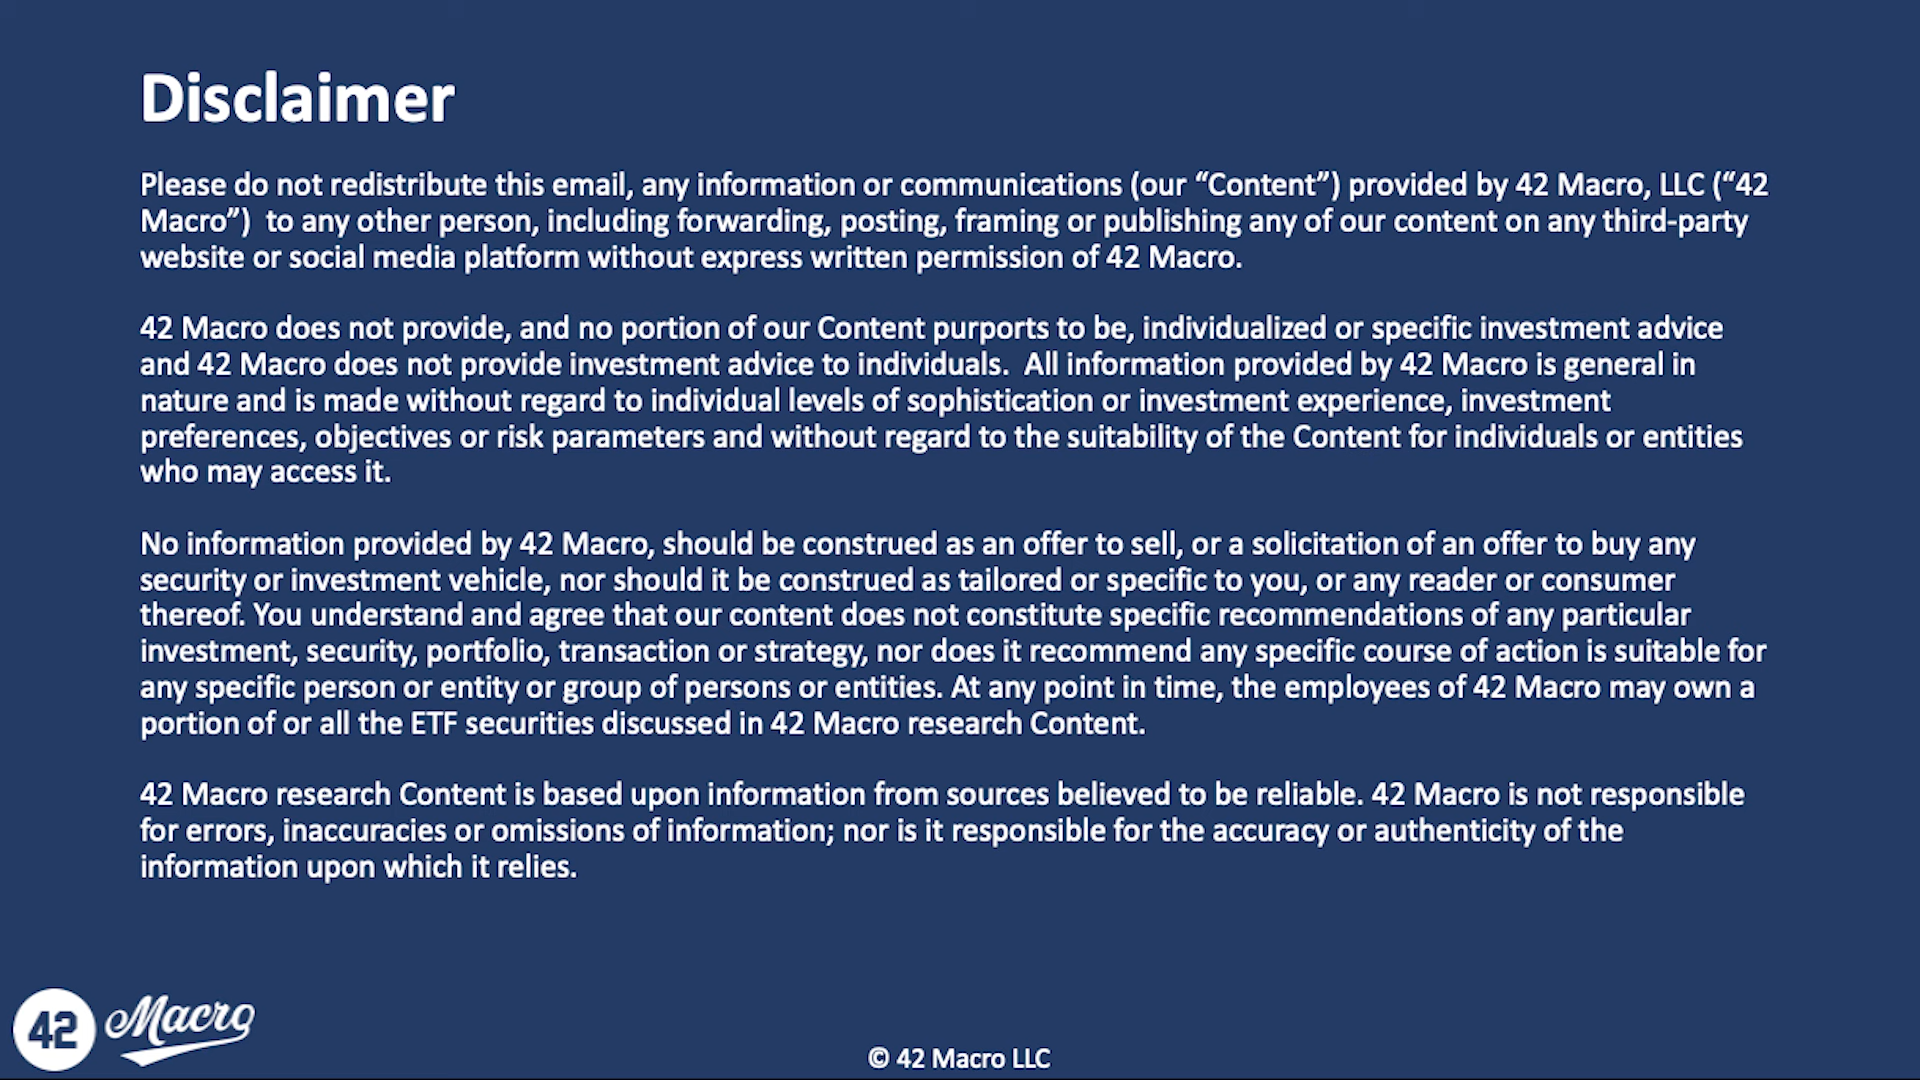 Disclaimer
Please do not redistribute this email, any information or communications (our “Content”) provided by 42 Macro, LLC (“42
Macro”)  to any other person, including forwarding, posting, framing or publishing any of our content on any third-party
website or social media platform without express written permission of 42 Macro.
42 Macro does not provide, and no portion of our Content purports to be, individualized or specific investment advice
and 42 Macro does not provide investment advice to individuals.  All information provided by 42 Macro is general in
nature and is made without regard to individual levels of sophistication or investment experience, investment
preferences, objectives or risk parameters and without regard to the suitability of the Content for individuals or entities
who may access it.
No information provided by 42 Macro, should be construed as an offer to sell, or a solicitation of an offer to buy any
security or investment vehicle, nor should it be construed as tailored or specific to you, or any reader or consumer
thereof. You understand and agree that our content does not constitute specific recommendations of any particular
investment, security, portfolio, transaction or strategy, nor does it recommend any specific course of action is suitable for
any specific person or entity or group of persons or entities. At any point in time, the employees of 42 Macro may own a
portion of or all the ETF securities discussed in 42 Macro research Content.
42 Macro research Content is based upon information from sources believed to be reliable. 42 Macro is not responsible
for errors, inaccuracies or omissions of information; nor is it responsible for the accuracy or authenticity of the
information upon which it relies.
42 Macro
© 42 Macro LLC